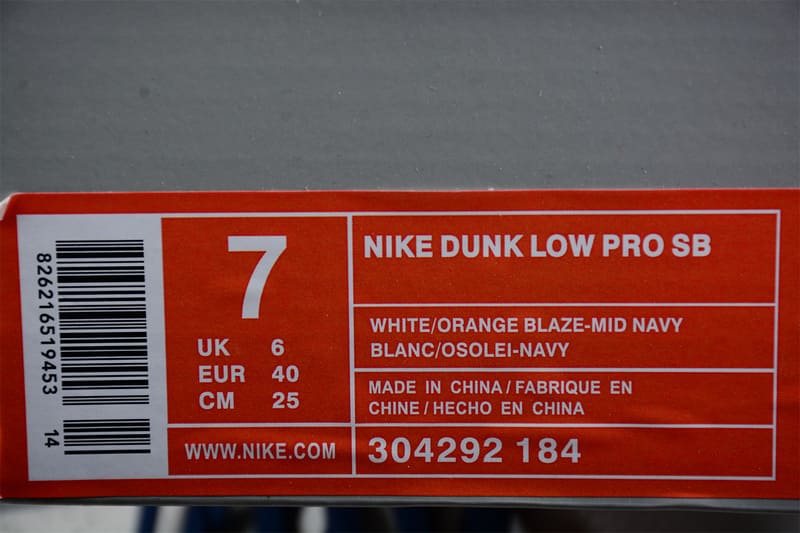 826216519453
14
7
UK 6
EUR 40
CM 25
WWW.NIKE.COM
NIKE DUNK LOW PRO SB
WHITE/ORANGE BLAZE-MID NAVY
BLANC/OSOLEI-NAVY
MADE IN CHINA / FABRIQUE EN
CHINE / HECHO EN CHINA
304292 184